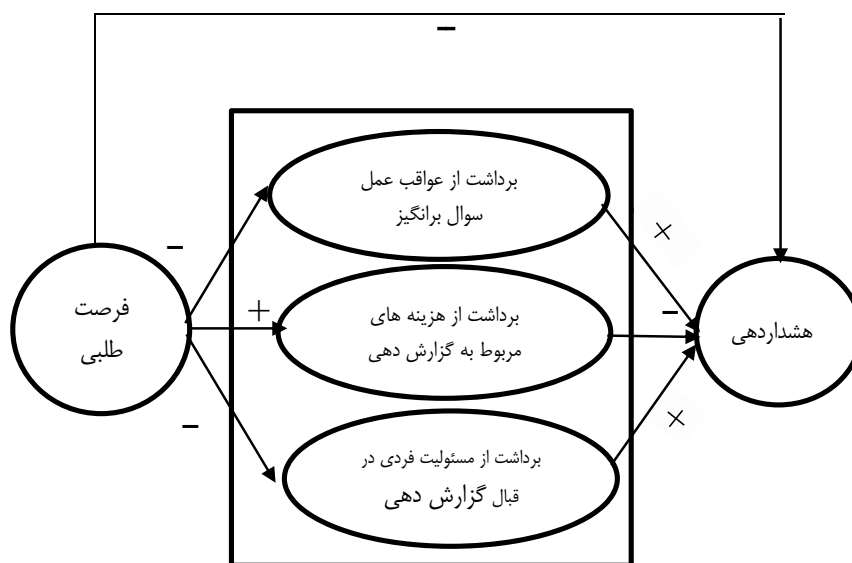 −
برداشت از عواقب عمل
سوال برانگیز
−
×
فرصت
طلبی
+
برداشت از هزینه های
مربوط به گزارش دهی
−
هشداردهی
−
برداشت از مسئولیت فردی در
قبال گزارش دهی
×